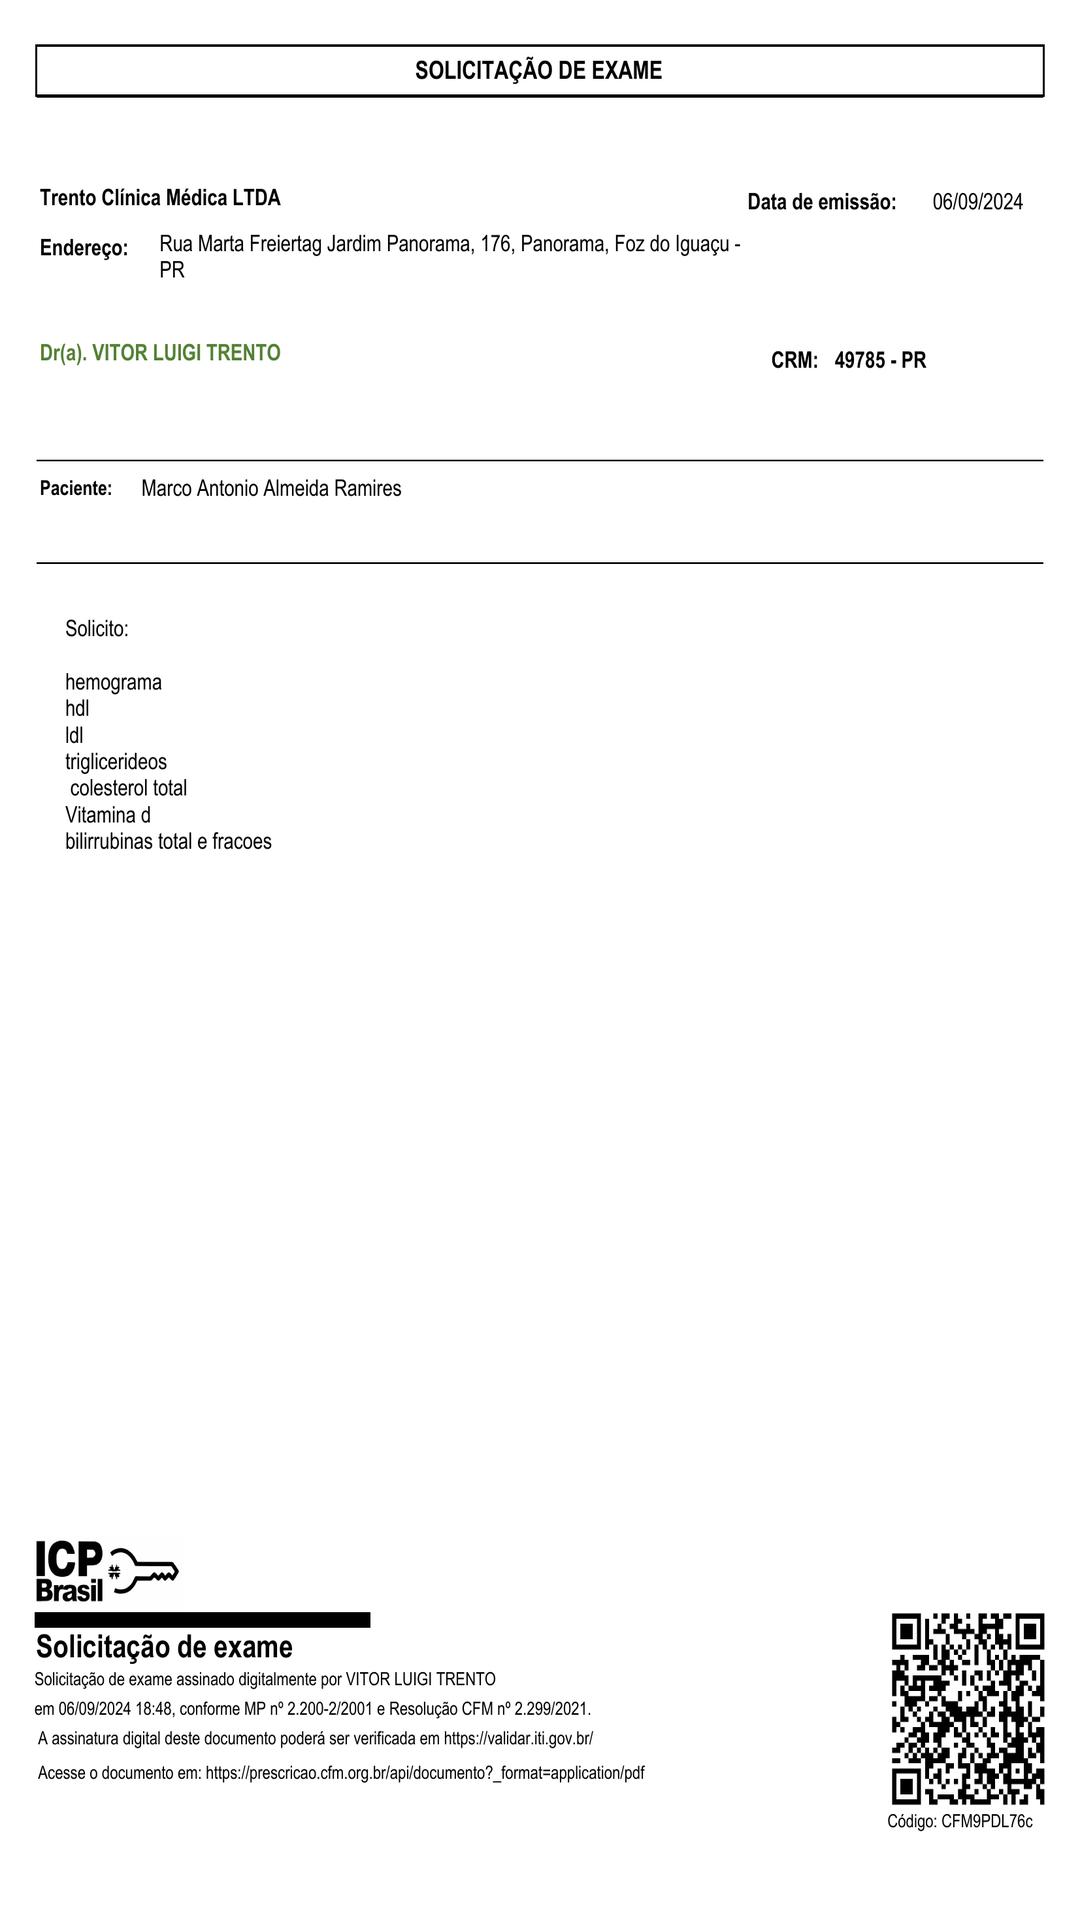 SOLICITAÇÃO DE EXAME
Trento Clínica Médica LTDA
Data de emissão: 06/09/2024
Endereço: Rua Marta Freiertag Jardim Panorama, 176, Panorama, Foz do Iguaçu -
PR
Dr(a). VITOR LUIGI TRENTO
CRM: 49785 - PR
Paciente: Marco Antonio Almeida Ramires
Solicito:
hemograma
hdl
ldl
triglicerideos
colesterol total
Vitamina d
bilirrubinas total e fracoes
ICP
Brasil
Solicitação de exame
Solicitação de exame assinado digitalmente por VITOR LUIGI TRENTO
em 06/09/2024 18:48, conforme MP nº 2.200-2/2001 e Resolução CFM nº 2.299/2021.
A assinatura digital deste documento poderá ser verificada em https://validar.iti.gov.br/
Acesse o documento em: https://prescricao.cfm.org.br/api/documento?_format=application/pdf
Código: CFM9PDL76c